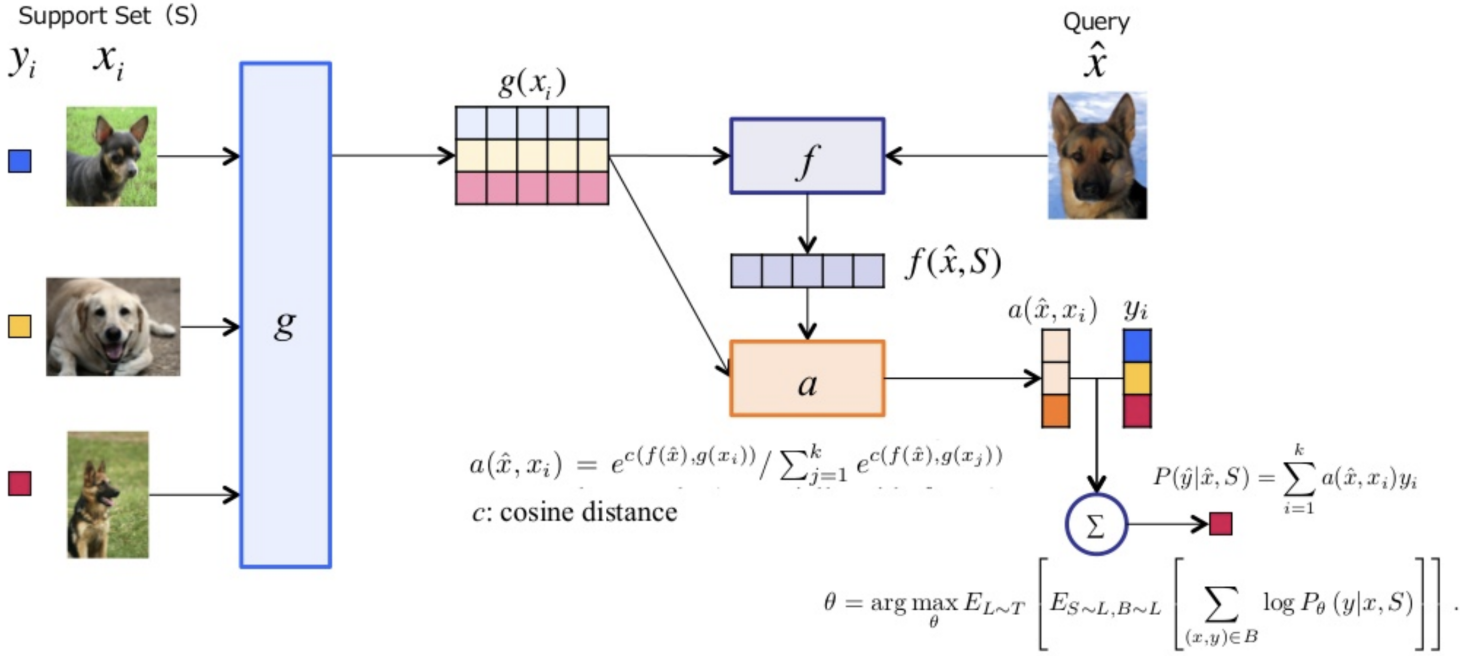 Support Set (S)
y_i x_i
Query
x̂
g(x_i)
g
f
f(x̂, S)
a
a(x̂, x_i) y_i
a(x̂, x_i) = e^{c(f(x̂),g(x_i))} / ∑_{j=1}^{k} e^{c(f(x̂),g(x_j))}
c: cosine distance
P(ŷ|x̂, S) = ∑_{i=1}^{k} a(x̂, x_i)y_i
Σ
θ = arg max_θ E_{L∼T} [ E_{S∼L,B∼L} [ ∑_{(x,y)∈B} log P_θ (y|x, S) ] ] .